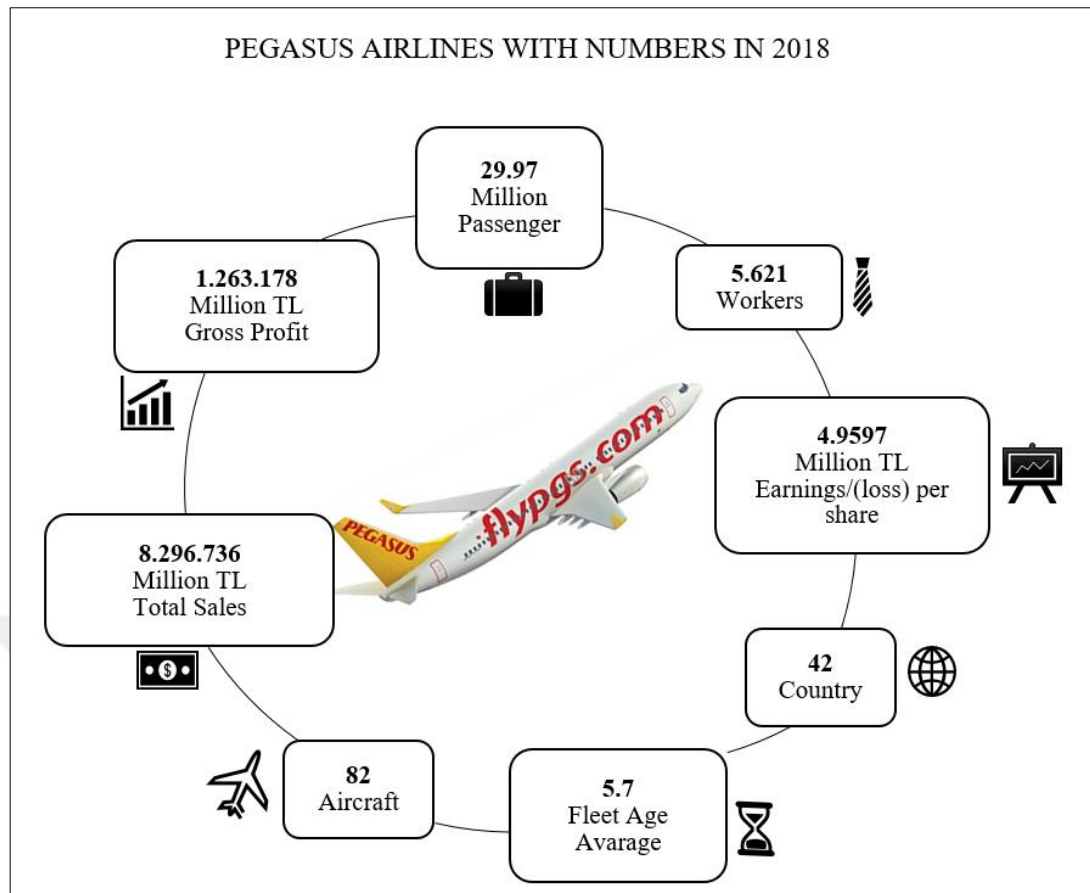 PEGASUS AIRLINES WITH NUMBERS IN 2018
29.97
Million
Passenger
5.621
Workers
4.9597
Million TL
Earnings/(loss) per
share
42
Country
5.7
Fleet Age
Avarage
82
Aircraft
8.296.736
Million TL
Total Sales
$
1.263.178
Million TL
Gross Profit
flypgs.com
PEGASUS